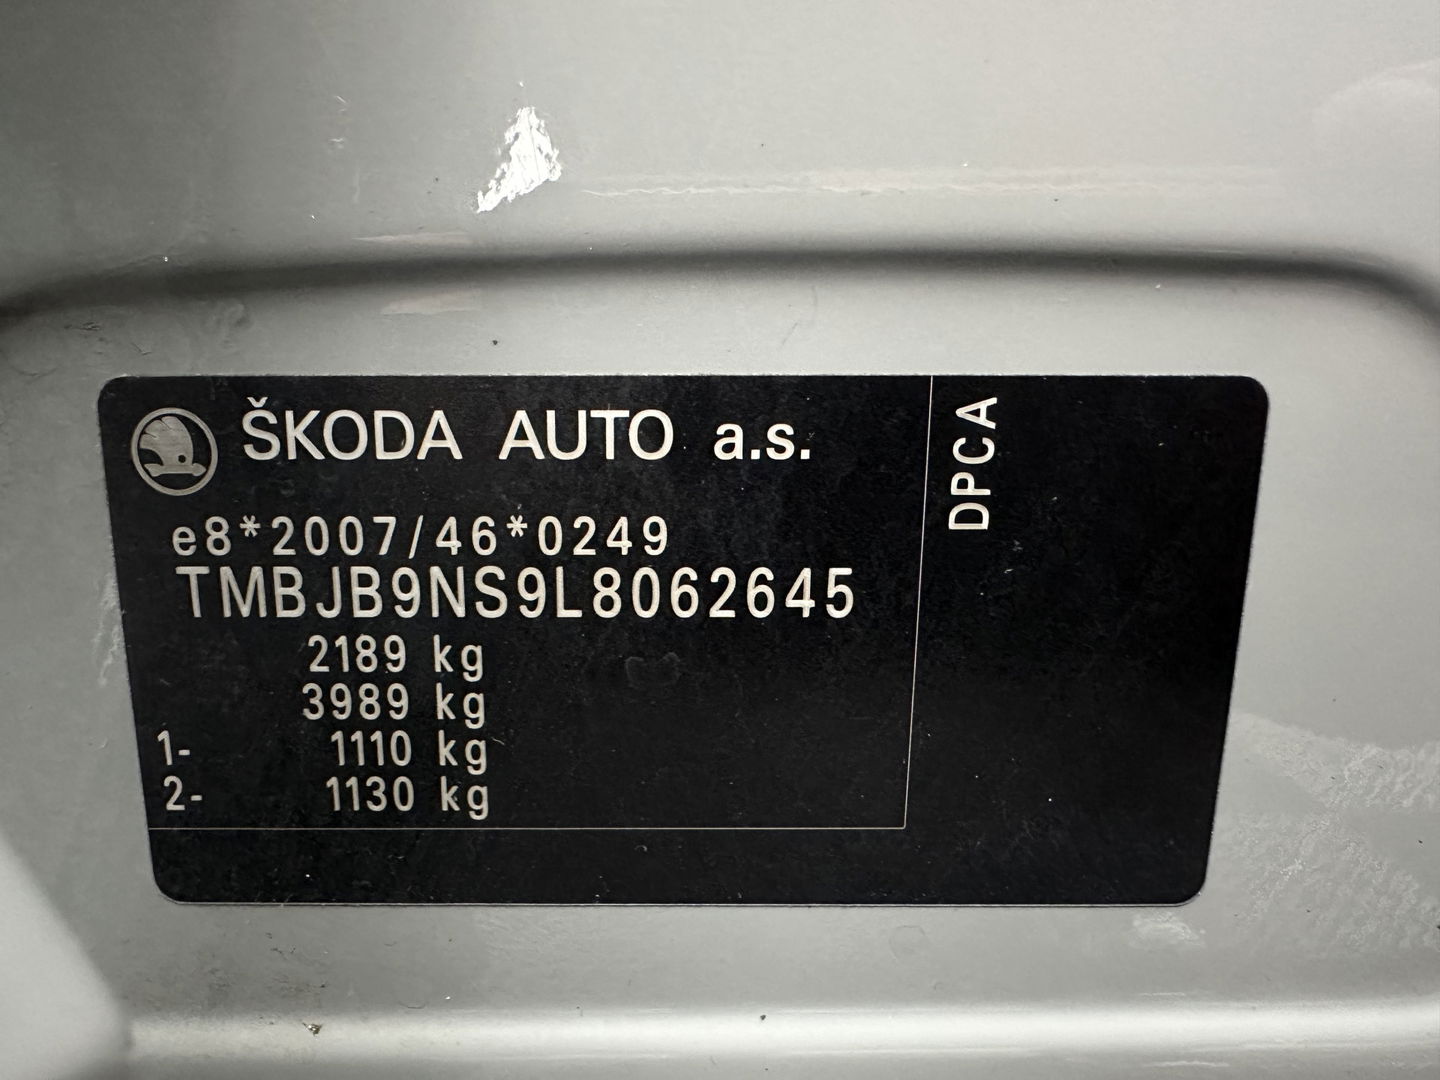 ŠKODA AUTO a.s.
e8*2007/46*0249
TMBJB9NS9L8062645
2189 kg
3989 kg
1- 1110 kg
2- 1130 kg
DPCA